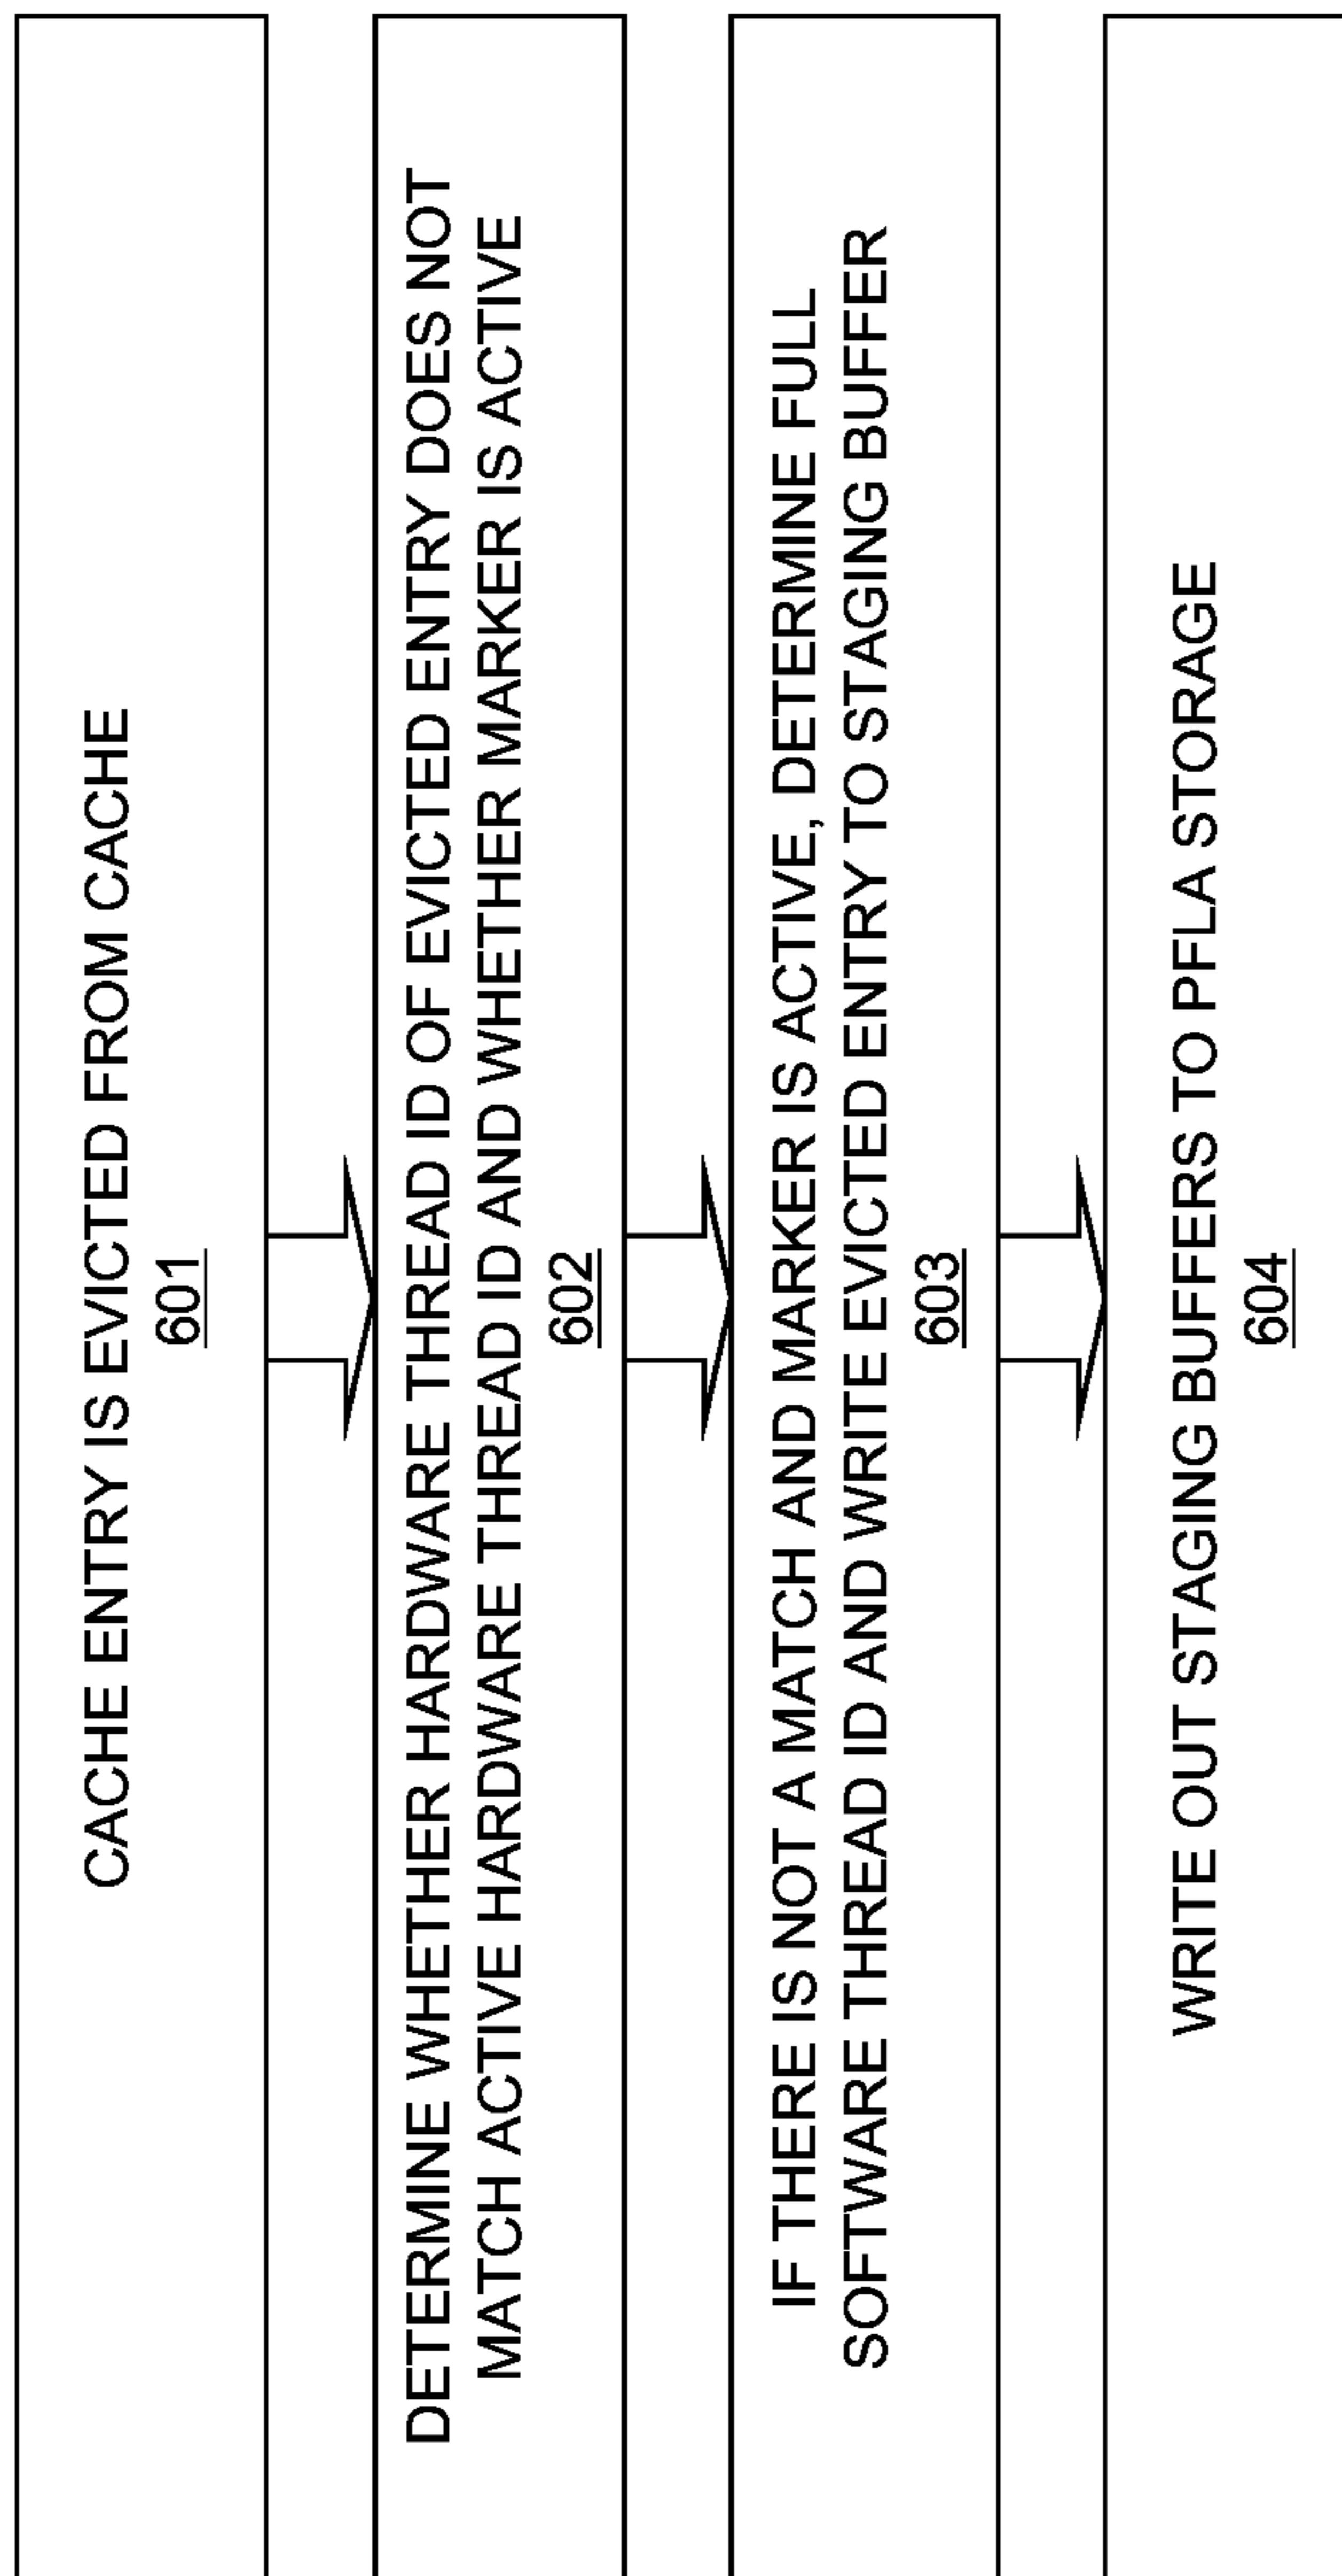 CACHE ENTRY IS EVICTED FROM CACHE
601
DETERMINE WHETHER HARDWARE THREAD ID OF EVICTED ENTRY DOES NOT
MATCH ACTIVE HARDWARE THREAD ID AND WHETHER MARKER IS ACTIVE
602
IF THERE IS NOT A MATCH AND MARKER IS ACTIVE, DETERMINE FULL
SOFTWARE THREAD ID AND WRITE EVICTED ENTRY TO STAGING BUFFER
603
WRITE OUT STAGING BUFFERS TO PFLA STORAGE
604